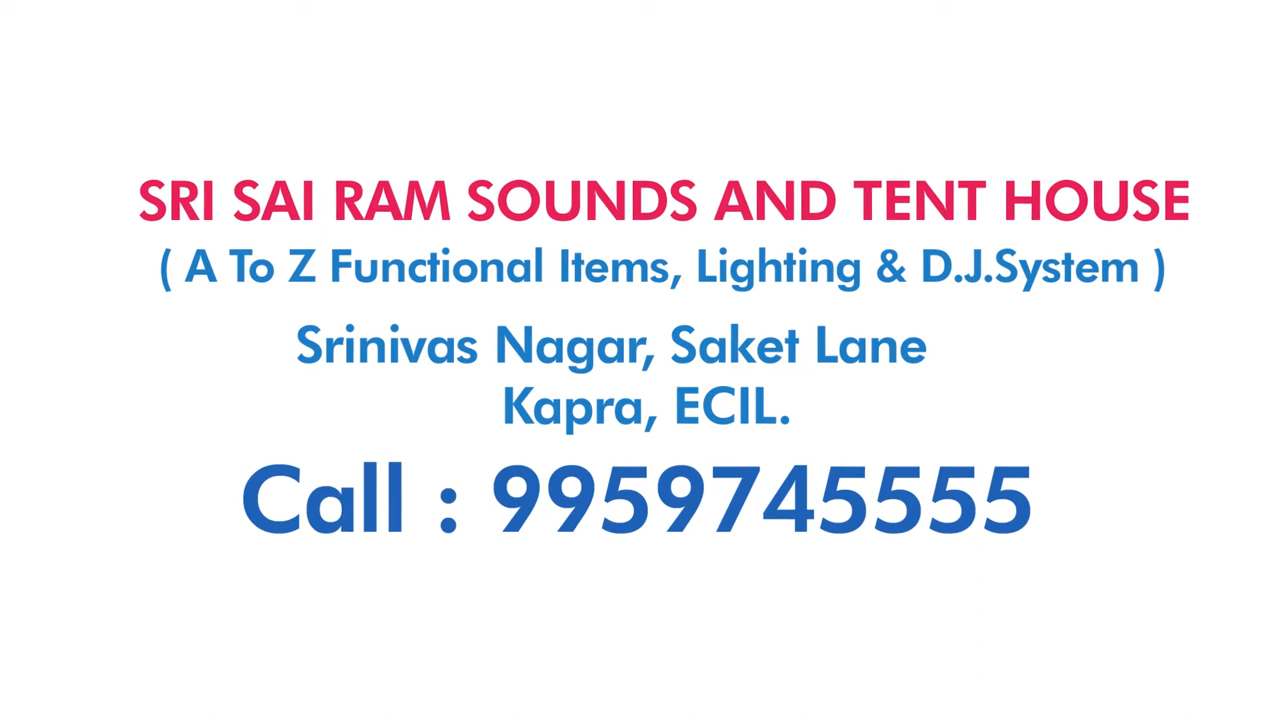 SRI SAI RAM SOUNDS AND TENT HOUSE
( A To Z Functional Items, Lighting & D.J.System )
Srinivas Nagar, Saket Lane
Kapra, ECIL.
Call : 9959745555